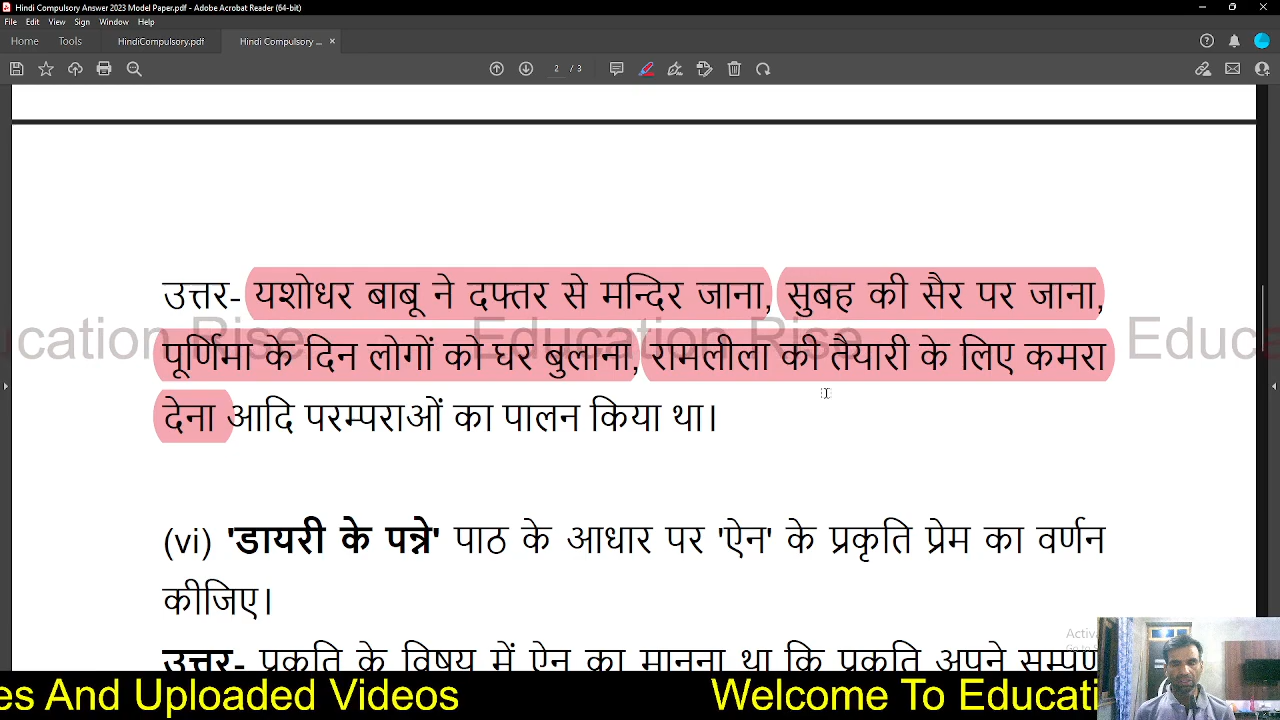 Hindi Compulsory Answer 2023 Model Paper.pdf - Adobe Acrobat Reader (64-bit)
File Edit View Sign Window Help
Home Tools HindiCompulsory.pdf Hindi Compulsory ... ×
2 / 3
उत्तर- यशोधर बाबू ने दफ्तर से मन्दिर जाना, सुबह की सैर पर जाना,
ucation Rise Education Rise Educ
पूर्णिमा के दिन लोगों को घर बुलाना, रामलीला की तैयारी के लिए कमरा
देना आदि परम्पराओं का पालन किया था।
(vi) 'डायरी के पन्ने' पाठ के आधार पर 'ऐन' के प्रकृति प्रेम का वर्णन
कीजिए।
उत्तर- प्रकृति के विषय में ऐन का मानना था कि प्रकृति अपने
Activ
es And Uploaded Videos Welcome To Educati